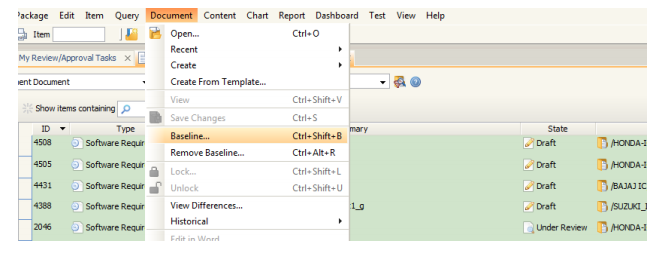 Package Edit Item Query Document Content Chart Report Dashboard Test View Help
Item
Open... Ctrl+O
My Review/Approval Tasks
Recent
Create
ent Document
Create From Template...
View Ctrl+Shift+V
Show items containing
Save Changes Ctrl+S
ID Type
Baseline... Ctrl+Shift+B
mary State
4508 Software Requir
Remove Baseline... Ctrl+Alt+R
Draft /HONDA-I
4505 Software Requir
Lock... Ctrl+Shift+L
Draft /HONDA-I
4431 Software Requir
Unlock Ctrl+Shift+U
Draft /BAJAJ IC
4388 Software Requir
View Differences...
1_g Draft /SUZUKI_I
2046 Software Requir
Historical
Under Review /HONDA-I
Edit in Word